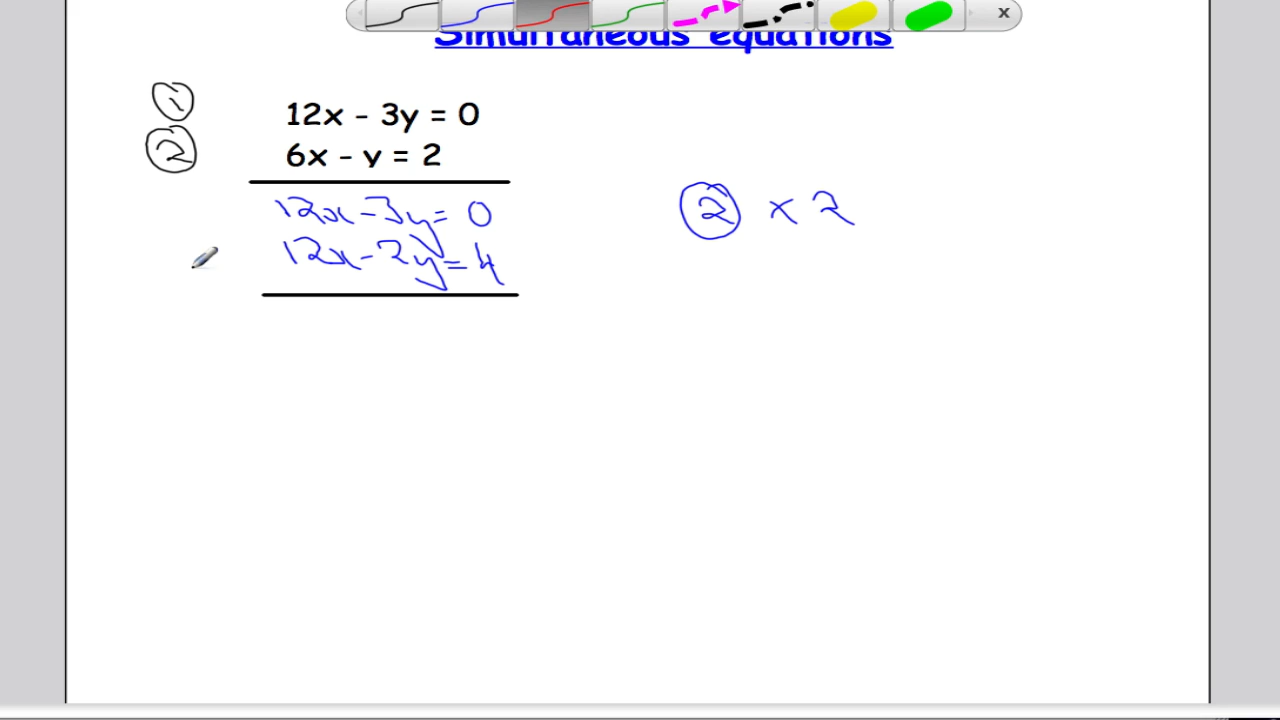 Simultaneous equations
1
12x - 3y = 0
2
6x - y = 2
12x - 3y = 0
2 x 2
12x - 2y = 4